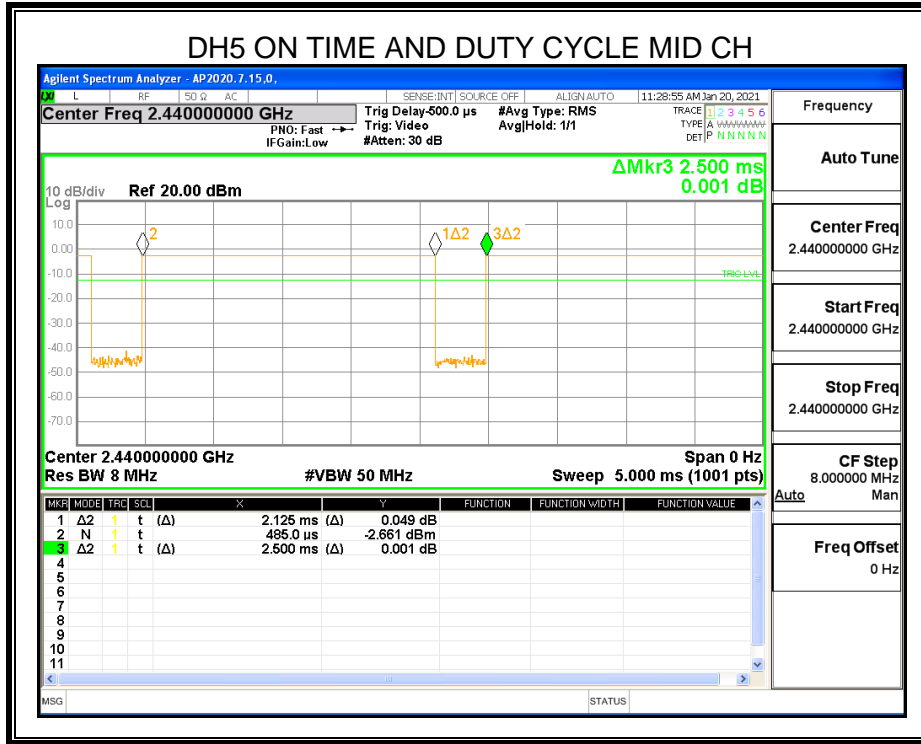 DH5 ON TIME AND DUTY CYCLE MID CH
Agilent Spectrum Analyzer - AP2020.7.15,0,
LXI L RF 50 Ω AC SENSE:INT SOURCE OFF ALIGN AUTO 11:28:55 AM Jan 20, 2021
Center Freq 2.440000000 GHz
PNO: Fast
IFGain:Low
Trig Delay-500.0 µs
Trig: Video
#Atten: 30 dB
#Avg Type: RMS
Avg|Hold: 1/1
TRACE 1 2 3 4 5 6
TYPE A WWWWW
DET P N N N N N
ΔMkr3 2.500 ms
0.001 dB
10 dB/div Ref 20.00 dBm
Log
10.0
0.00
-10.0
-20.0
-30.0
-40.0
-50.0
-60.0
-70.0
2
1Δ2
3Δ2
TRIG LVL
Center 2.440000000 GHz Span 0 Hz
Res BW 8 MHz #VBW 50 MHz Sweep 5.000 ms (1001 pts)
MKR MODE TRC SCL X Y FUNCTION FUNCTION WIDTH FUNCTION VALUE
1 Δ2 1 t (Δ) 2.125 ms (Δ) 0.049 dB
2 N 1 t 485.0 µs -2.661 dBm
3 Δ2 1 t (Δ) 2.500 ms (Δ) 0.001 dB
4
5
6
7
8
9
10
11
MSG STATUS
Frequency
Auto Tune
Center Freq
2.440000000 GHz
Start Freq
2.440000000 GHz
Stop Freq
2.440000000 GHz
CF Step
8.000000 MHz
Auto Man
Freq Offset
0 Hz